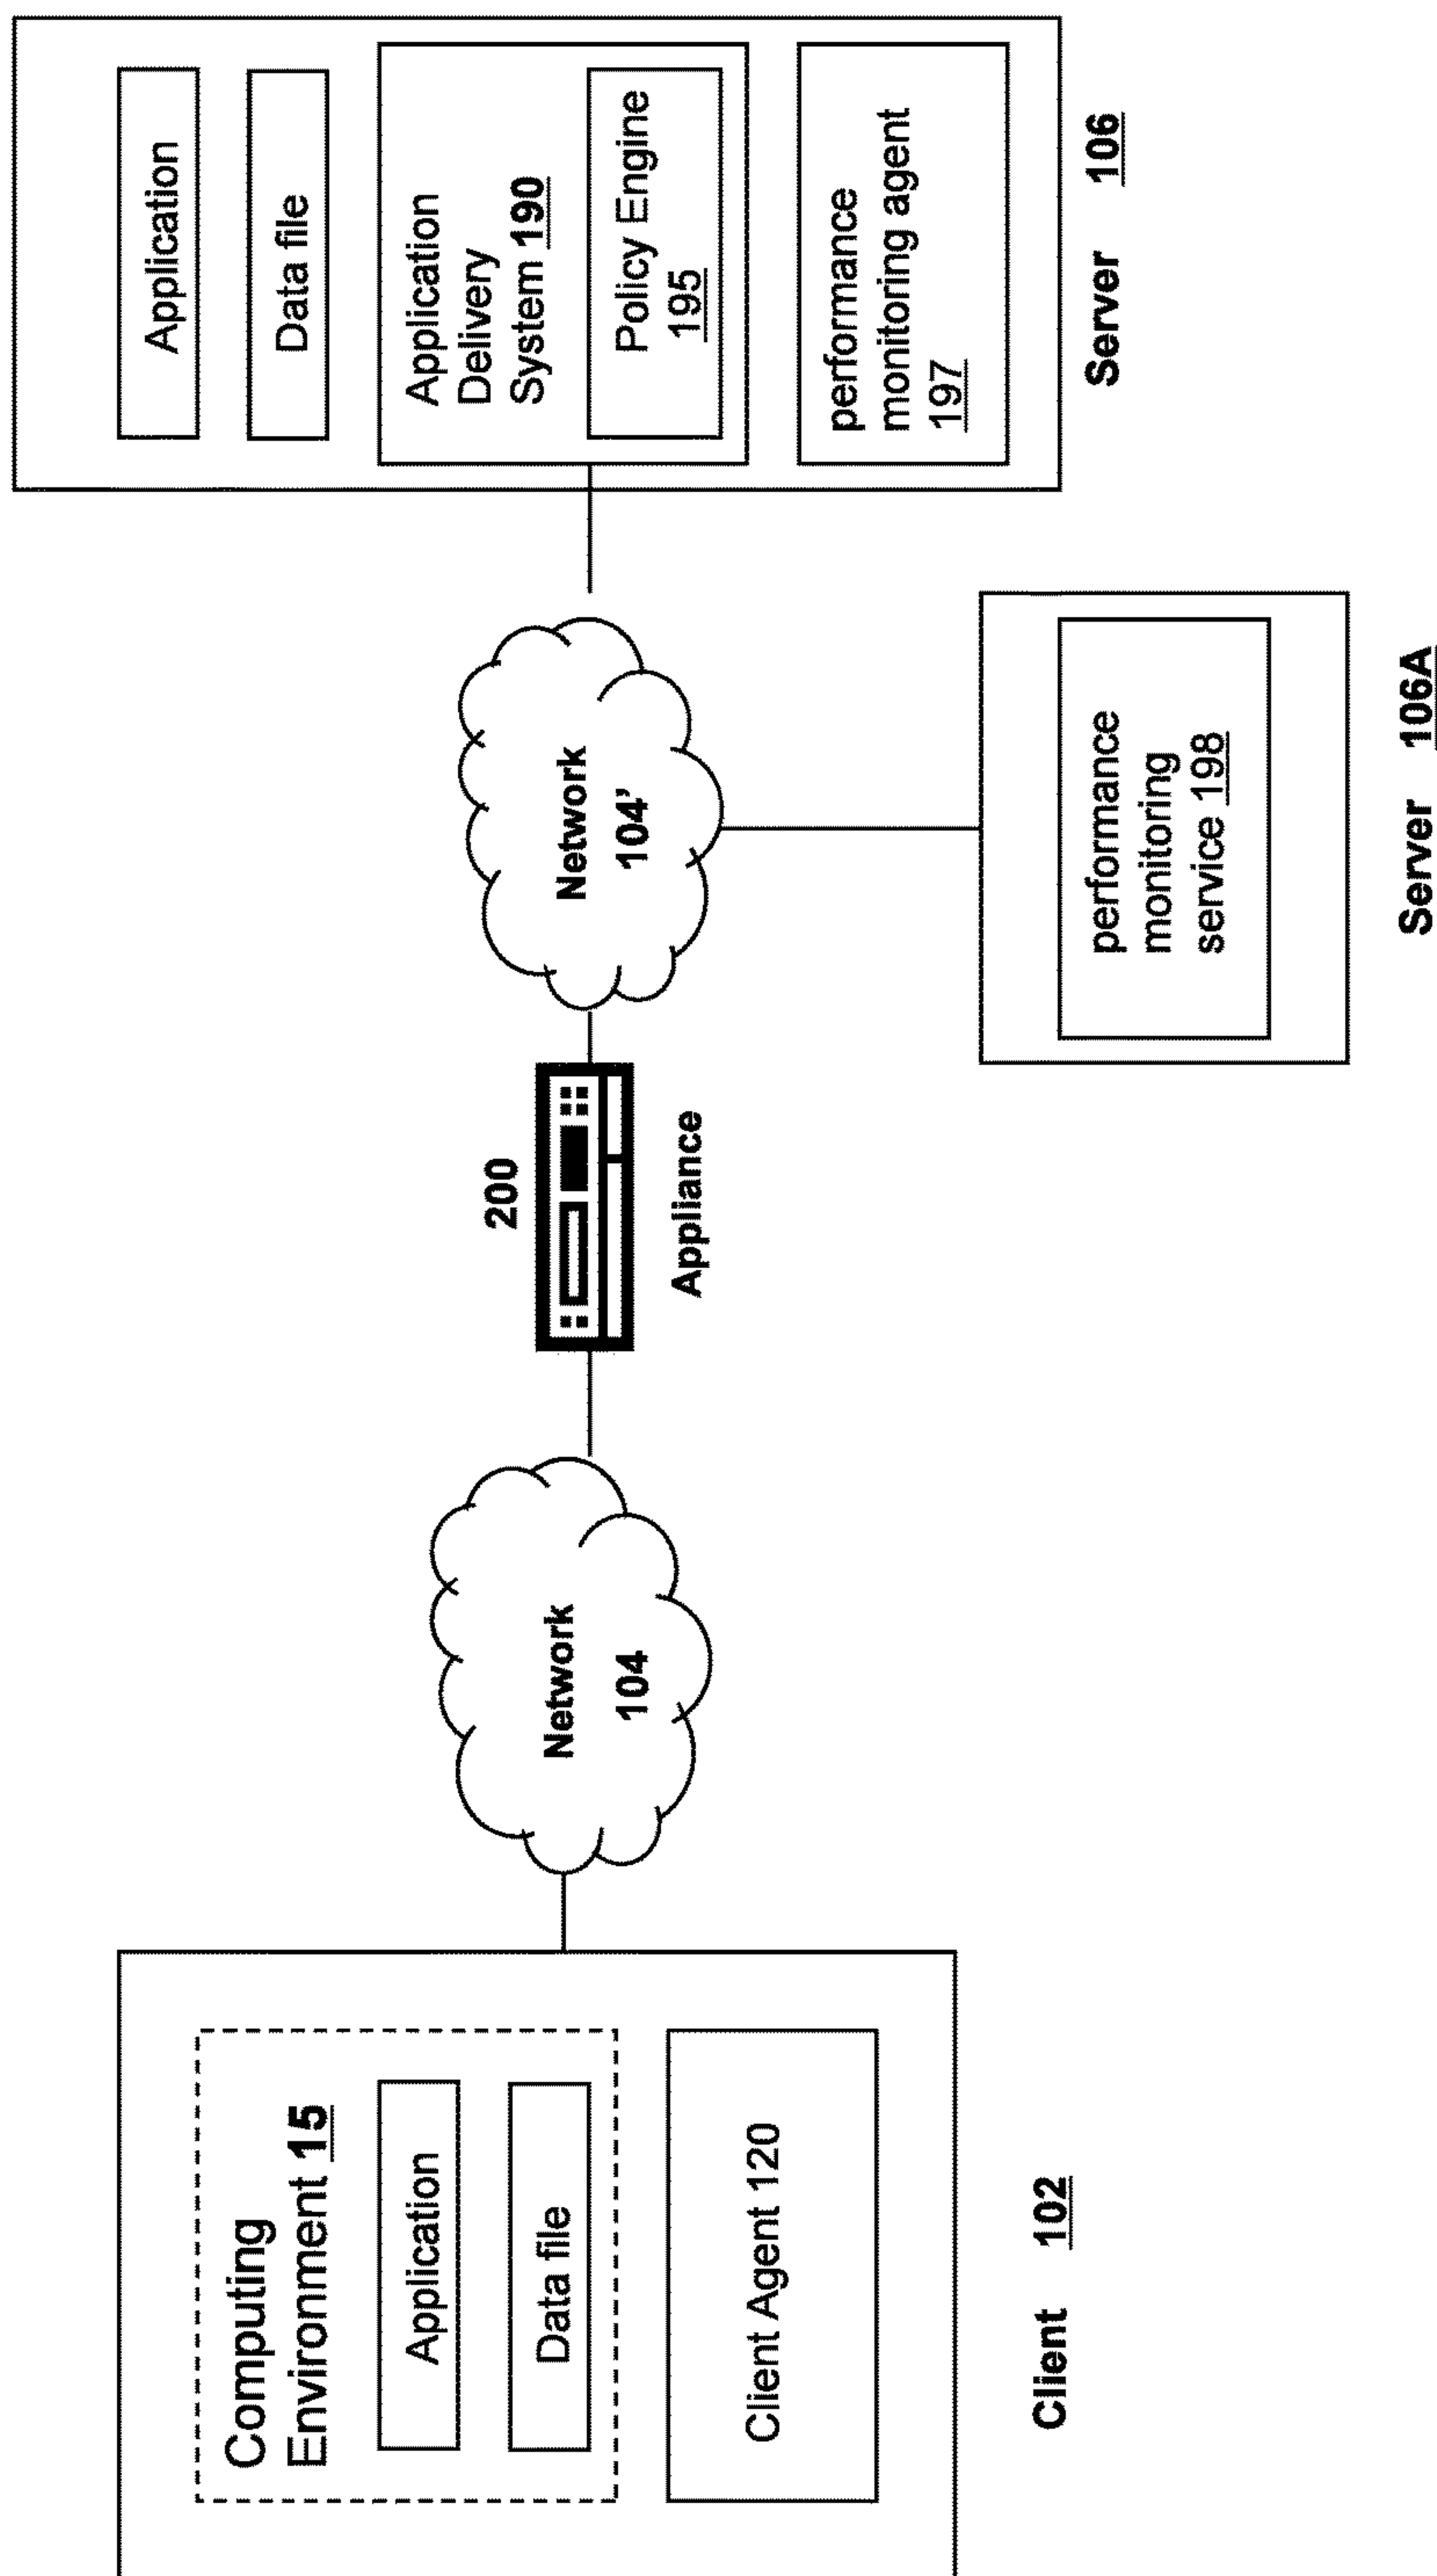 Computing
Environment 15
Application
Data file
Client Agent 120
Client 102
Network
104
200
Appliance
Network
104’
performance
monitoring
service 198
Server 106A
Application
Data file
Application
Delivery
System 190
Policy Engine
195
performance
monitoring agent
197
Server 106